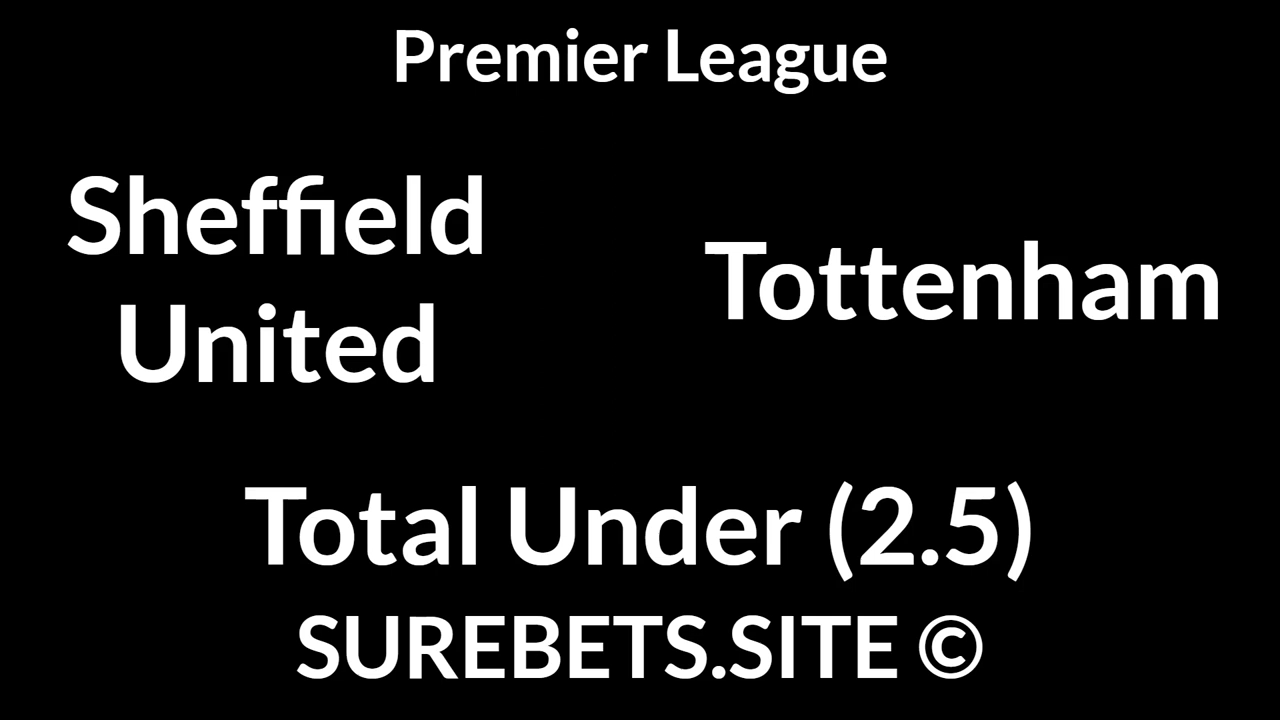 Premier League
Sheffield
United
Tottenham
Total Under (2.5)
SUREBETS.SITE ©